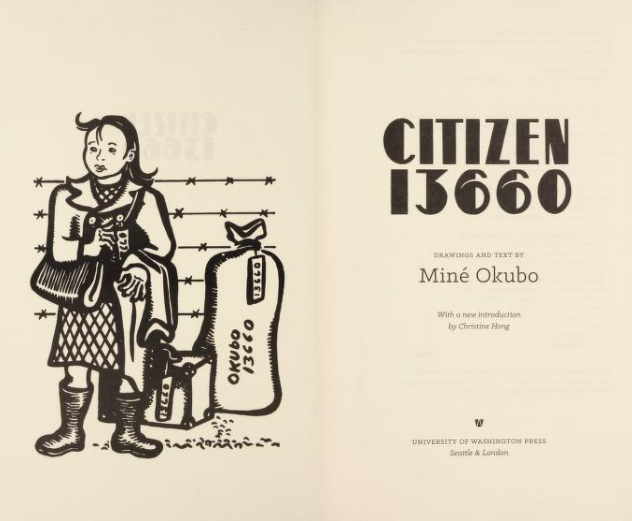 13660
13660
OKUBO
13660
13660
CITIZEN
13660
DRAWINGS AND TEXT BY
Miné Okubo
With a new introduction
by Christine Hong
W
UNIVERSITY OF WASHINGTON PRESS
Seattle & London